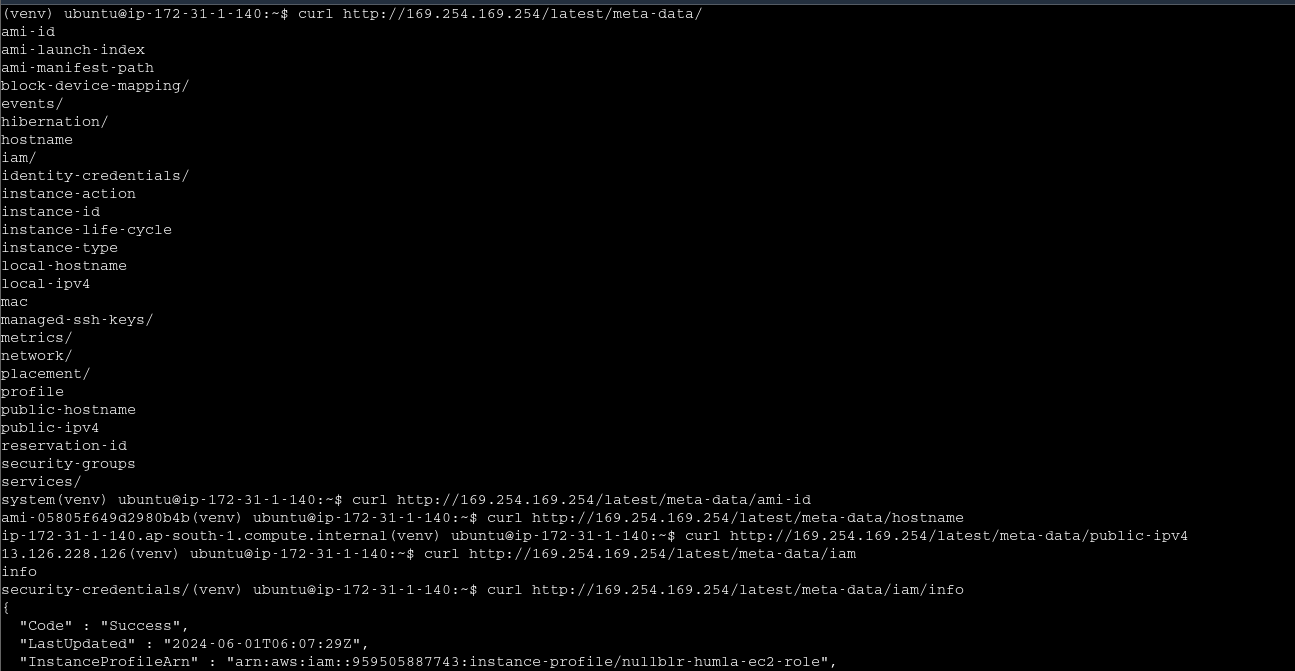 (venv) ubuntu@ip-172-31-1-140:~$ curl http://169.254.169.254/latest/meta-data/
ami-id
ami-launch-index
ami-manifest-path
block-device-mapping/
events/
hibernation/
hostname
iam/
identity-credentials/
instance-action
instance-id
instance-life-cycle
instance-type
local-hostname
local-ipv4
mac
managed-ssh-keys/
metrics/
network/
placement/
profile
public-hostname
public-ipv4
reservation-id
security-groups
services/
system(venv) ubuntu@ip-172-31-1-140:~$ curl http://169.254.169.254/latest/meta-data/ami-id
ami-05805f649d2980b4b(venv) ubuntu@ip-172-31-1-140:~$ curl http://169.254.169.254/latest/meta-data/hostname
ip-172-31-1-140.ap-south-1.compute.internal(venv) ubuntu@ip-172-31-1-140:~$ curl http://169.254.169.254/latest/meta-data/public-ipv4
13.126.228.126(venv) ubuntu@ip-172-31-1-140:~$ curl http://169.254.169.254/latest/meta-data/iam
info
security-credentials/(venv) ubuntu@ip-172-31-1-140:~$ curl http://169.254.169.254/latest/meta-data/iam/info
{
  "Code" : "Success",
  "LastUpdated" : "2024-06-01T06:07:29Z",
  "InstanceProfileArn" : "arn:aws:iam::959505887743:instance-profile/nullblr-humla-ec2-role",